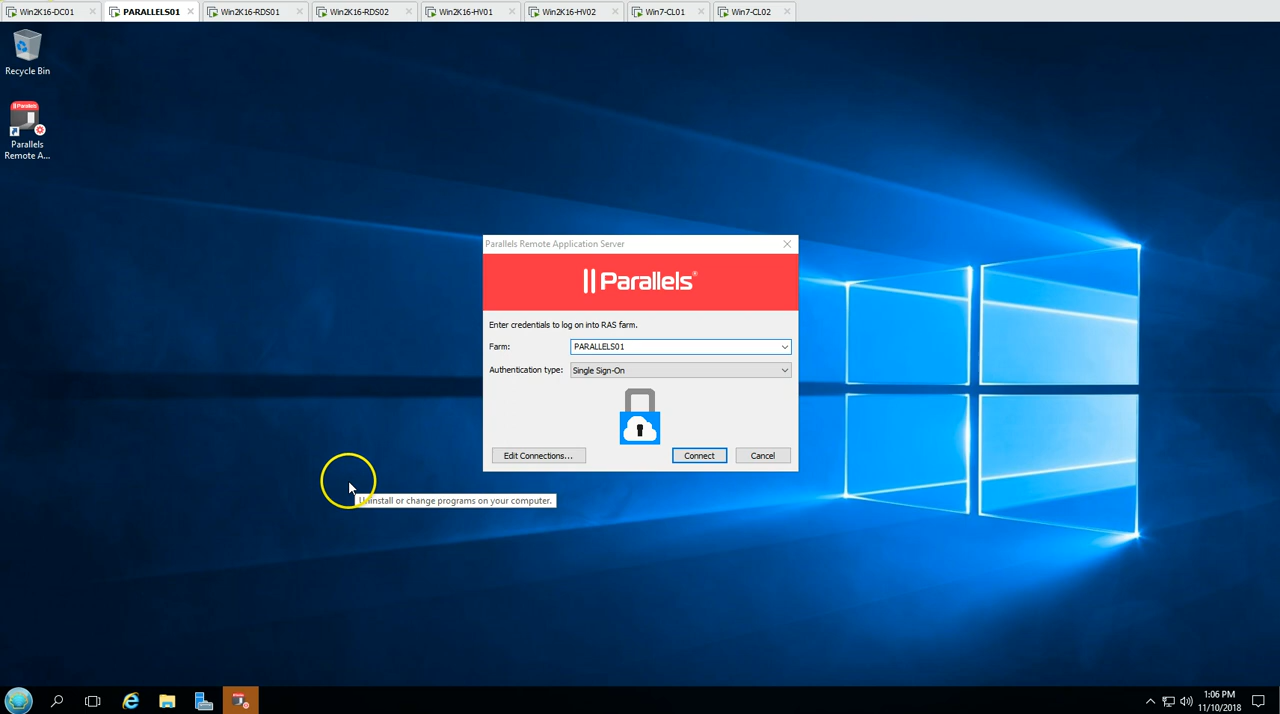 Win2K16-DC01
PARALLELS01
Win2K16-RDS01
Win2K16-RDS02
Win2K16-HV01
Win2K16-HV02
Win7-CL01
Win7-CL02
Recycle Bin
Parallels
Parallels
Remote A...
Parallels Remote Application Server
Parallels®
Enter credentials to log on into RAS farm.
Farm: PARALLELS01
Authentication type: Single Sign-On
Edit Connections...
Connect
Cancel
Uninstall or change programs on your computer.
1:06 PM
11/10/2018